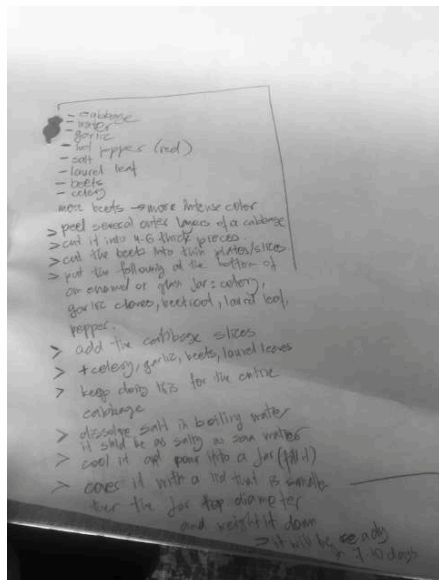 - cabbage
- water
- garlic
- hot pepper (red)
- salt
- laurel leaf
- beets
- celery
more beets → more intense color
> peel several outer layers of a cabbage
> cut it into 4-6 thick pieces
> cut the beets into thin plates/slices
> put the following at the bottom of
an enamel or glass jar: celery,
garlic cloves, beetroot, laurel leaf,
pepper.
> add the cabbage slices
> + celery, garlic, beets, laurel leaves
> keep doing this for the entire
cabbage
> dissolve salt in boiling water
it shld be as salty as water
> cool it and pour into a jar (fill it)
> cover it with a lid that is smaller
the jar top diameter
and weight it down
> it will be ready
7-10 days